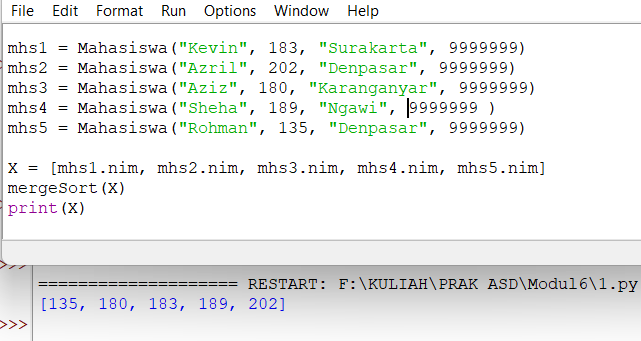 File Edit Format Run Options Window Help
mhs1 = Mahasiswa("Kevin", 183, "Surakarta", 9999999)
mhs2 = Mahasiswa("Azril", 202, "Denpasar", 9999999)
mhs3 = Mahasiswa("Aziz", 180, "Karanganyar", 9999999)
mhs4 = Mahasiswa("Sheha", 189, "Ngawi", 9999999 )
mhs5 = Mahasiswa("Rohman", 135, "Denpasar", 9999999)
X = [mhs1.nim, mhs2.nim, mhs3.nim, mhs4.nim, mhs5.nim]
mergeSort(X)
print(X)
>>>
==================== RESTART: F:\KULIAH\PRAK ASD\Modul6\1.py
[135, 180, 183, 189, 202]
>>>